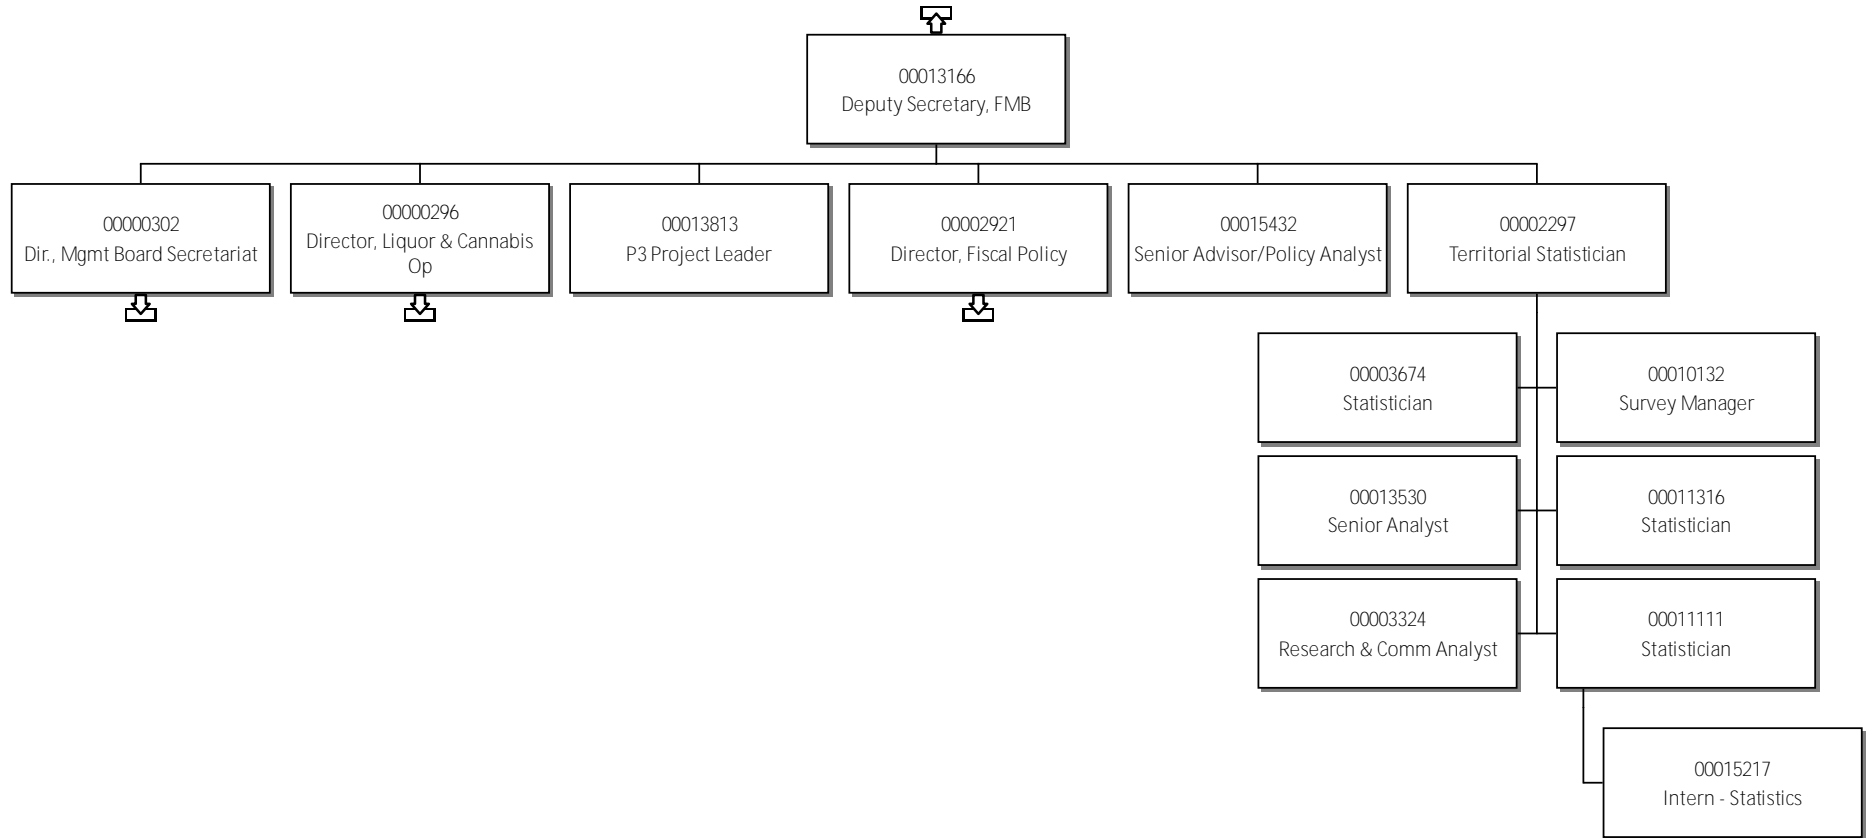 00013166
Deputy Secretary, FMB
00000302
Dir., Mgmt Board Secretariat
00000296
Director, Liquor & Cannabis
Op
00013813
P3 Project Leader
00002921
Director, Fiscal Policy
00015432
Senior Advisor/Policy Analyst
00002297
Territorial Statistician
00003674
Statistician
00010132
Survey Manager
00013530
Senior Analyst
00011316
Statistician
00003324
Research & Comm Analyst
00011111
Statistician
00015217
Intern - Statistics